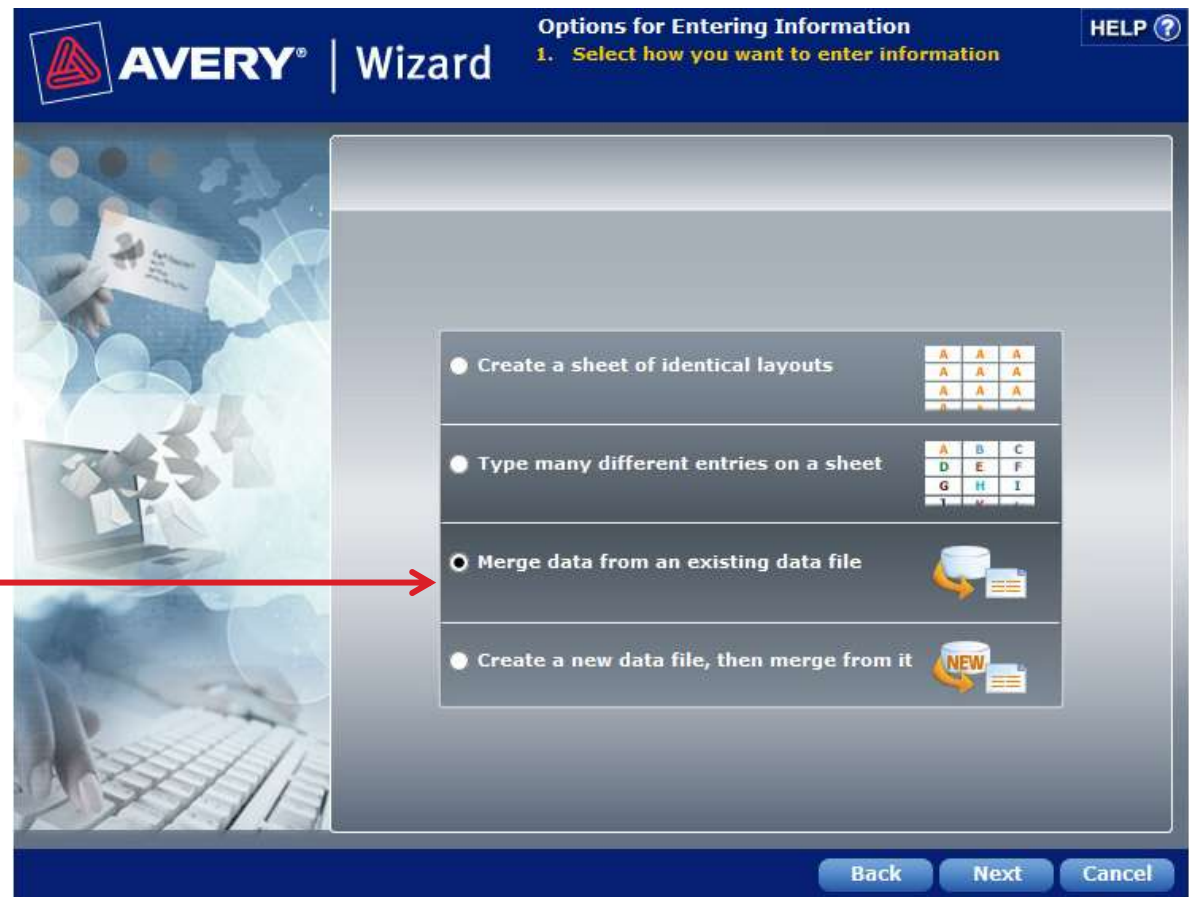 AVERY® | Wizard
Options for Entering Information
1. Select how you want to enter information
HELP ?
Create a sheet of identical layouts
A A A
A A A
A A A
Type many different entries on a sheet
A B C
D E F
G H I
Merge data from an existing data file
Create a new data file, then merge from it
NEW
Back Next Cancel